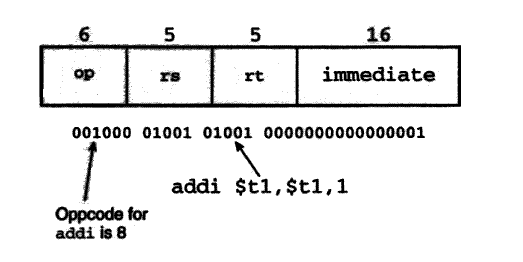 6 5 5 16
op rs rt immediate
001000 01001 01001 0000000000000001
addi $t1,$t1,1
Oppcode for
addi is 8